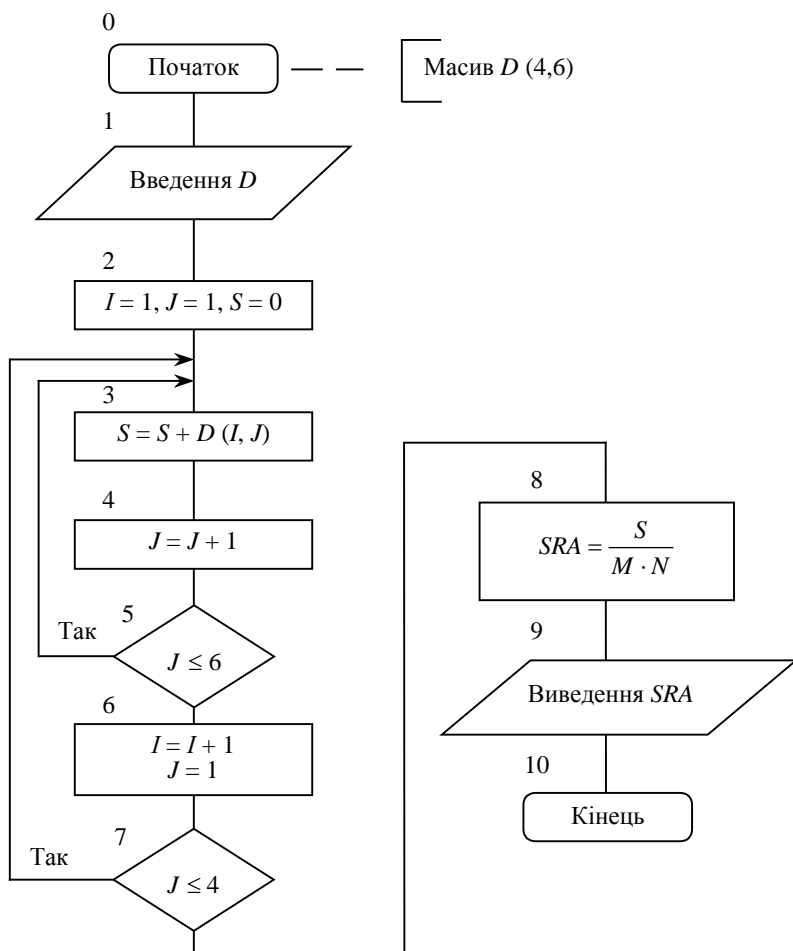 0
Початок
Масив D (4,6)
1
Введення D
2
I = 1, J = 1, S = 0
3
S = S + D (I, J)
4
J = J + 1
5
Так
J ≤ 6
6
I = I + 1
J = 1
7
Так
J ≤ 4
8
SRA = S / M · N
9
Виведення SRA
10
Кінець